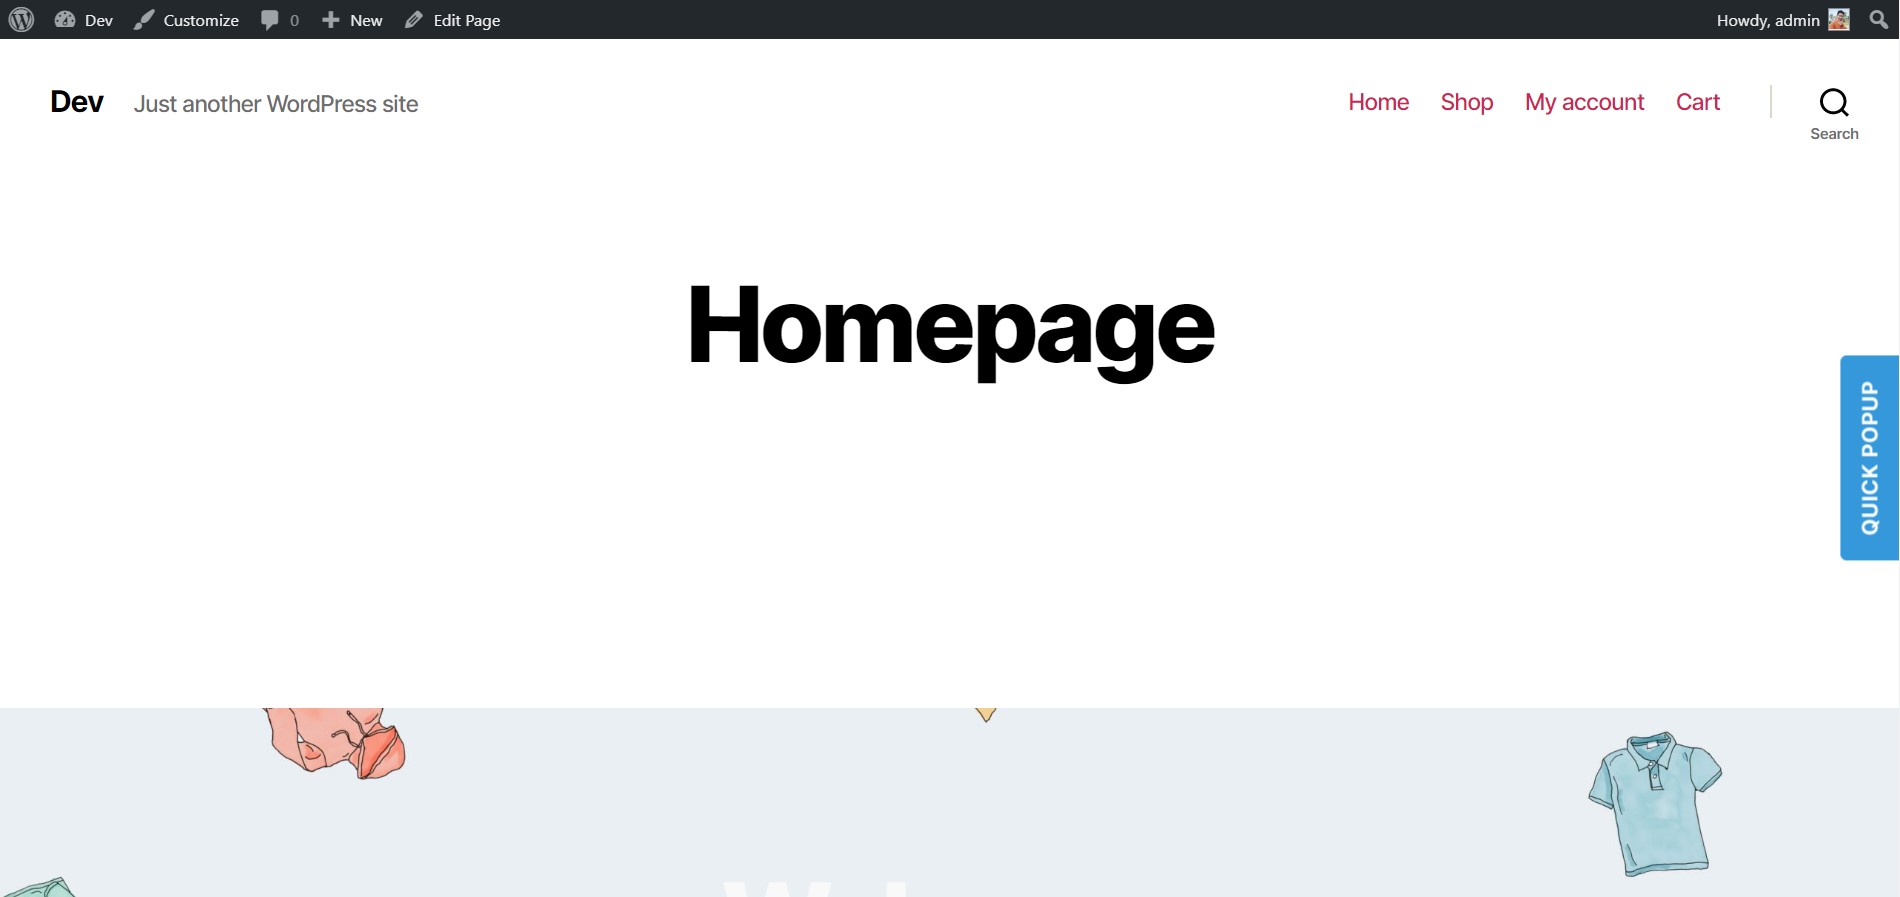 Dev Customize 0 New Edit Page Howdy, admin
Dev Just another WordPress site Home Shop My account Cart
Search
Homepage
QUICK POPUP